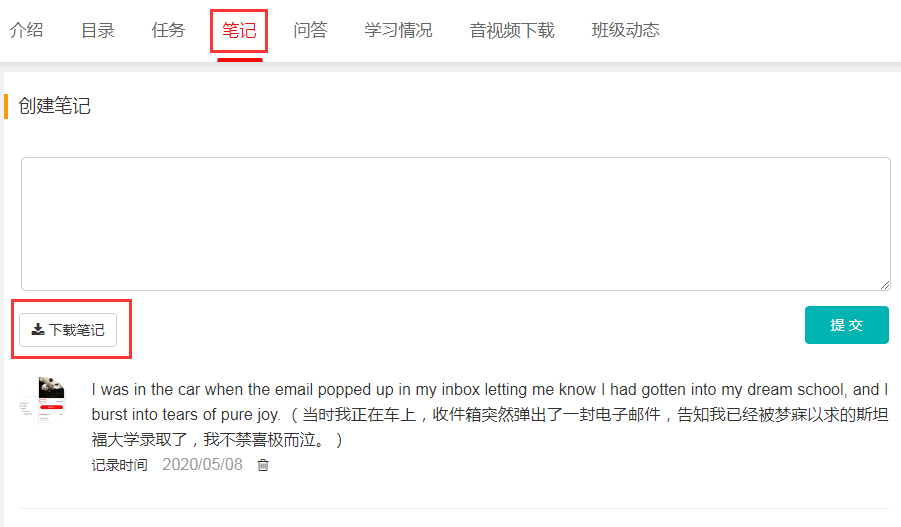 介绍 目录 任务 笔记 问答 学习情况 音视频下载 班级动态
创建笔记
下载笔记 提 交
I was in the car when the email popped up in my inbox letting me know I had gotten into my dream school, and I
burst into tears of pure joy.（当时我正在车上，收件箱突然弹出了一封电子邮件，告知我已经被梦寐以求的斯坦
福大学录取了，我不禁喜极而泣。）
记录时间 2020/05/08